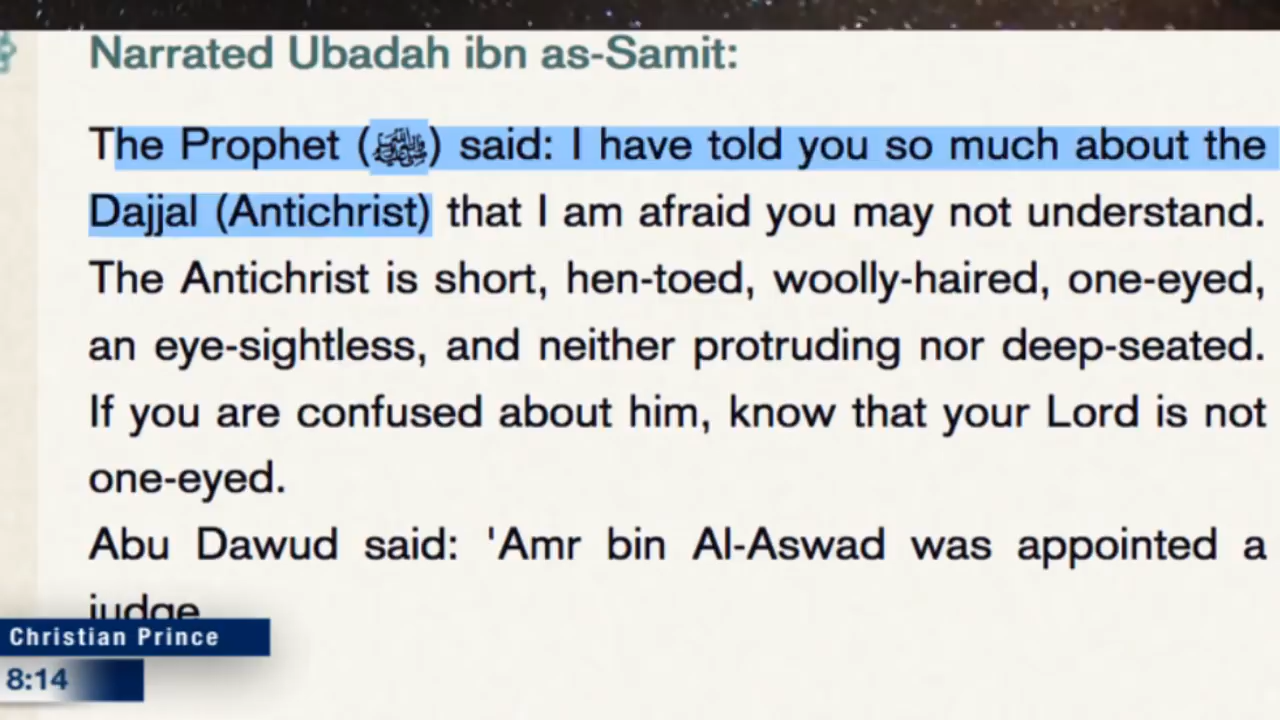 Narrated Ubadah ibn as-Samit:
The Prophet (ﷺ) said: I have told you so much about the
Dajjal (Antichrist) that I am afraid you may not understand.
The Antichrist is short, hen-toed, woolly-haired, one-eyed,
an eye-sightless, and neither protruding nor deep-seated.
If you are confused about him, know that your Lord is not
one-eyed.
Abu Dawud said: 'Amr bin Al-Aswad was appointed a
judge.
Christian Prince
8:14